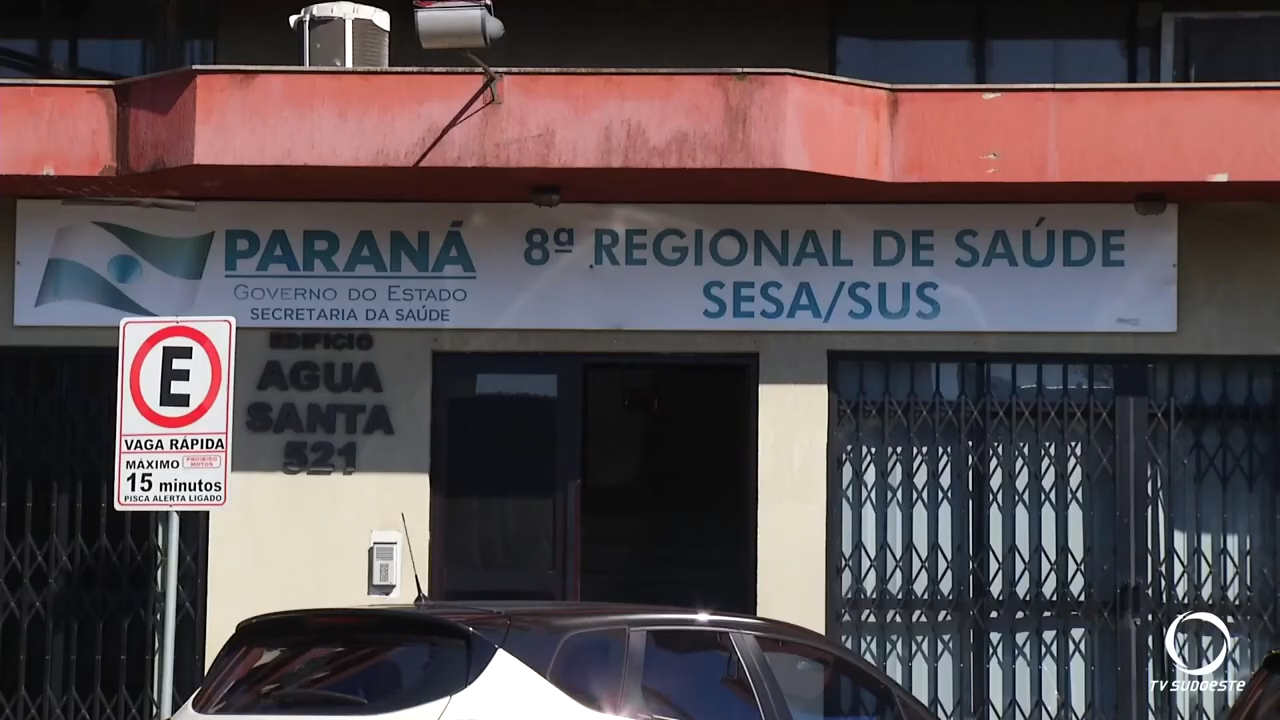 PARANÁ
GOVERNO DO ESTADO
SECRETARIA DA SAÚDE
8ª REGIONAL DE SAÚDE
SESA/SUS
EDIFICIO
AGUA
SANTA
521
E
VAGA RÁPIDA
MÁXIMO PROIBIDO MOTOS
15 minutos
PISCA ALERTA LIGADO
TV SUDOESTE